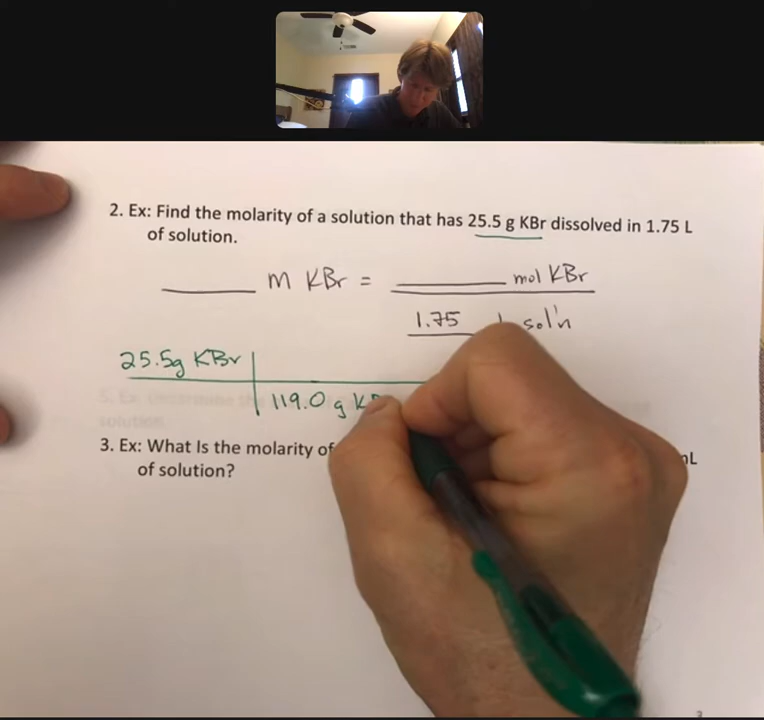 2. Ex: Find the molarity of a solution that has 25.5 g KBr dissolved in 1.75 L
of solution.
M KBr = mol KBr
1.75 sol'n
25.5g KBr
119.0 g
3. Ex: What Is the molarity of
of solution?